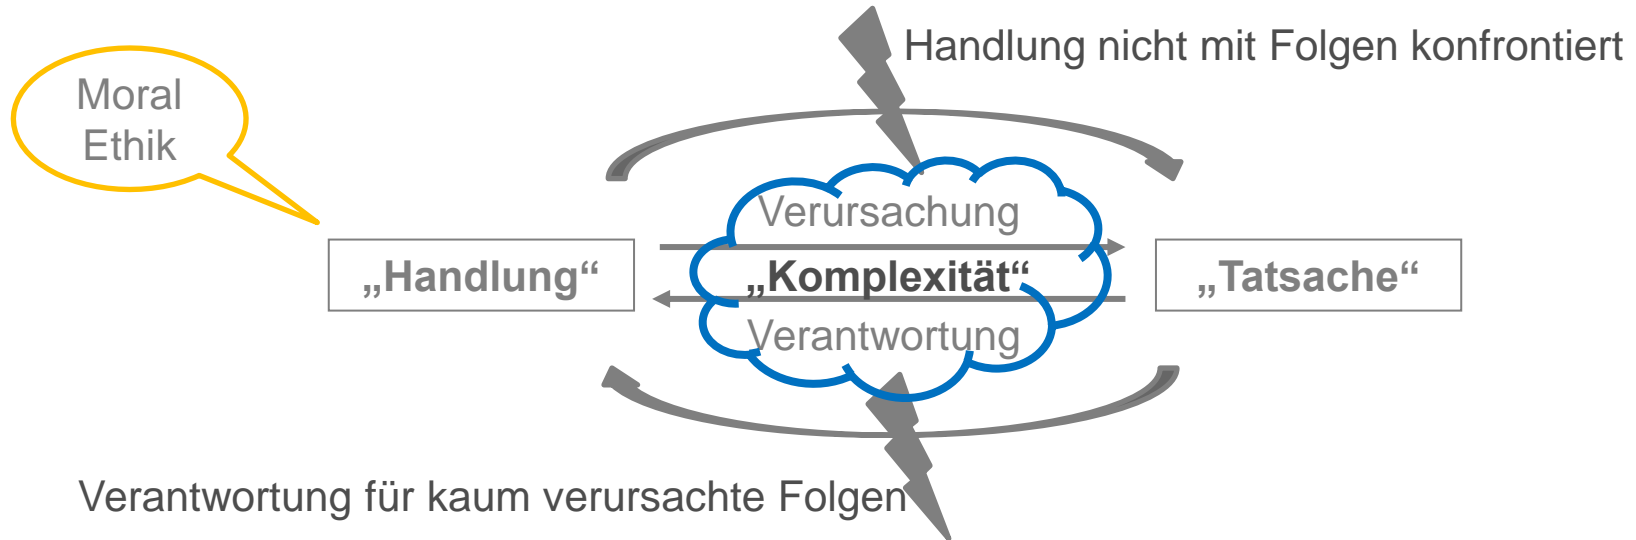 Handlung nicht mit Folgen konfrontiert
Moral
Ethik
Verursachung
„Handlung“
„Komplexität“
„Tatsache“
Verantwortung
Verantwortung für kaum verursachte Folgen